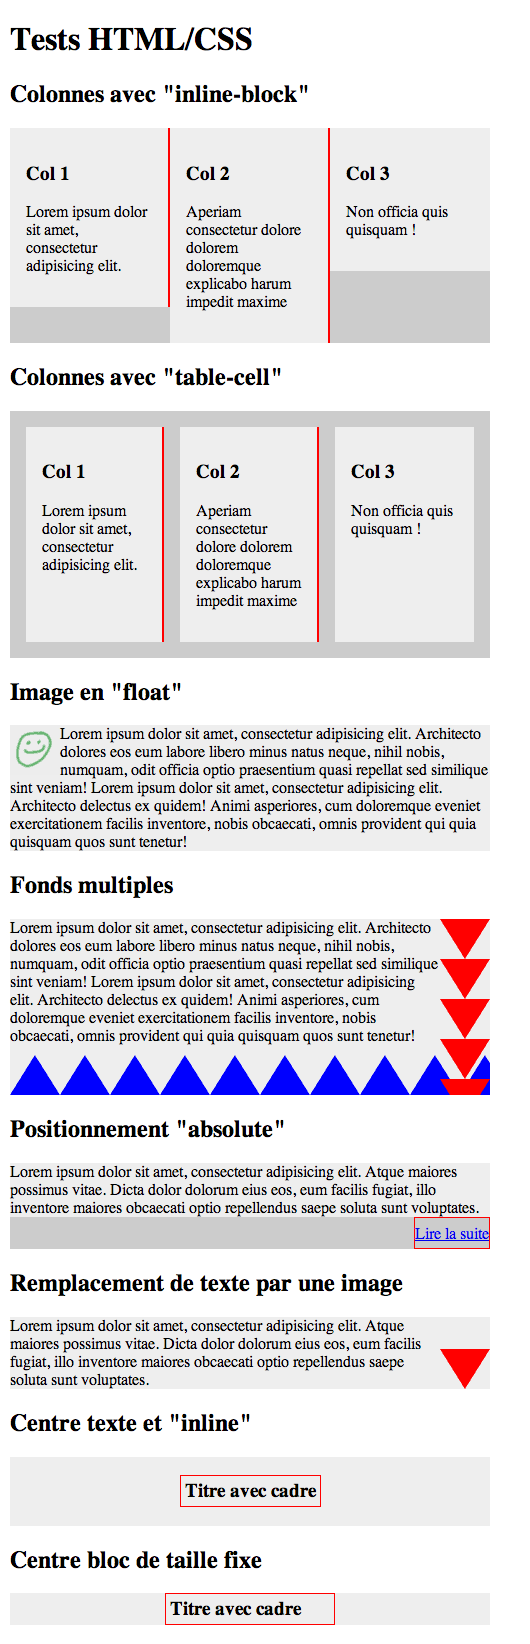 Tests HTML/CSS
Colonnes avec "inline-block"
Col 1
Lorem ipsum dolor
sit amet,
consectetur
adipisicing elit.
Col 2
Aperiam
consectetur dolore
dolorem
doloremque
explicabo harum
impedit maxime
Col 3
Non officia quis
quisquam !
Colonnes avec "table-cell"
Col 1
Lorem ipsum
dolor sit amet,
consectetur
adipisicing elit.
Col 2
Aperiam
consectetur
dolore dolorem
doloremque
explicabo harum
impedit maxime
Col 3
Non officia quis
quisquam !
Image en "float"
Lorem ipsum dolor sit amet, consectetur adipisicing elit. Architecto
dolores eos eum labore libero minus natus neque, nihil nobis,
numquam, odit officia optio praesentium quasi repellat sed similique
sint veniam! Lorem ipsum dolor sit amet, consectetur adipisicing elit.
Architecto delectus ex quidem! Animi asperiores, cum doloremque eveniet
exercitationem facilis inventore, nobis obcaecati, omnis provident qui quia
quisquam quos sunt tenetur!
Fonds multiples
Lorem ipsum dolor sit amet, consectetur adipisicing elit. Architecto
dolores eos eum labore libero minus natus neque, nihil nobis,
numquam, odit officia optio praesentium quasi repellat sed similique
sint veniam! Lorem ipsum dolor sit amet, consectetur adipisicing
elit. Architecto delectus ex quidem! Animi asperiores, cum
doloremque eveniet exercitationem facilis inventore, nobis
obcaecati, omnis provident qui quia quisquam quos sunt tenetur!
Positionnement "absolute"
Lorem ipsum dolor sit amet, consectetur adipisicing elit. Atque maiores
possimus vitae. Dicta dolor dolorum eius eos, eum facilis fugiat, illo
inventore maiores obcaecati optio repellendus saepe soluta sunt voluptates.
Lire la suite
Remplacement de texte par une image
Lorem ipsum dolor sit amet, consectetur adipisicing elit. Atque
maiores possimus vitae. Dicta dolor dolorum eius eos, eum facilis
fugiat, illo inventore maiores obcaecati optio repellendus saepe
soluta sunt voluptates.
Centre texte et "inline"
Titre avec cadre
Centre bloc de taille fixe
Titre avec cadre